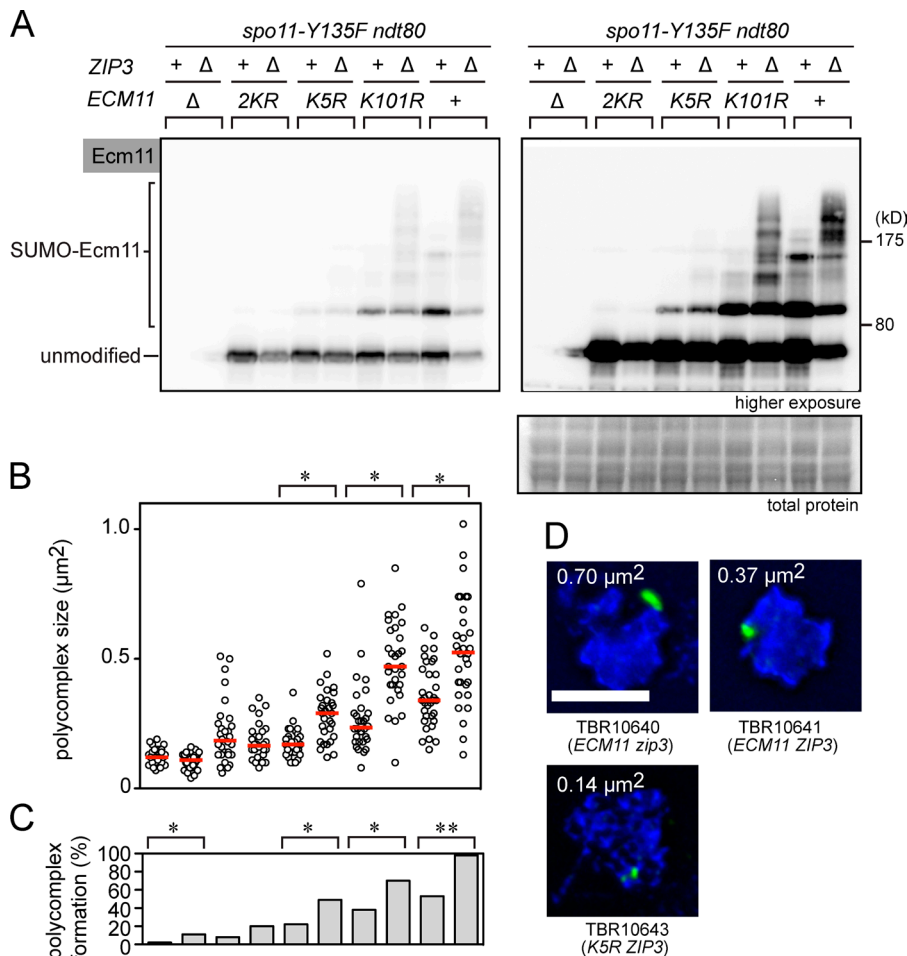 A
spo11-Y135F ndt80
spo11-Y135F ndt80
ZIP3 + Δ + Δ + Δ + Δ + Δ
+ Δ + Δ + Δ + Δ + Δ
ECM11 Δ 2KR K5R K101R +
Δ 2KR K5R K101R +
Ecm11
SUMO-Ecm11
unmodified
(kD)
175
80
higher exposure
total protein
B
* * *
polycomplex size (μm²)
1.0
0.5
0
C
* * * **
polycomplex
formation (%)
100
80
60
40
20
0
D
0.70 μm²
0.37 μm²
TBR10640
(ECM11 zip3)
TBR10641
(ECM11 ZIP3)
0.14 μm²
TBR10643
(K5R ZIP3)